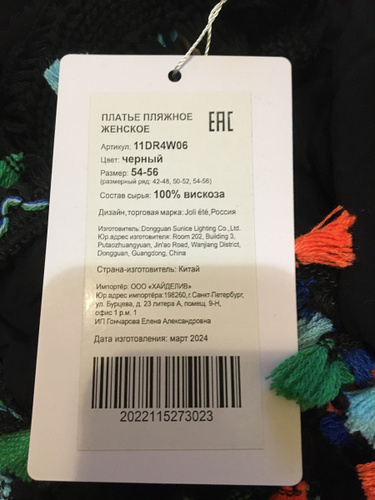 ПЛАТЬЕ ПЛЯЖНОЕ
ЖЕНСКОЕ
EAC
Артикул: 11DR4W06
Цвет: черный
Размер: 54-56
(размерный ряд: 42-48, 50-52, 54-56)
Состав сырья: 100% вискоза
Дизайн,торговая марка: Joli été,Россия
Изготовитель: Dongguan Sunice Lighting Co.,Ltd.
Юр.адрес изготовителя: Room 202, Building 3,
Putaozhuangyuan, Jin'ao Road, Wanjiang District,
Dongguan, Guangdong, China
Страна-изготовитель: Китай
Импортёр: ООО «ХАЙДЕЛИВ»
Юр.адрес импортёра:198260,г.Санкт-Петербург,
ул. Бурцева, д. 23 литера А, помещ. 9-Н,
офис 1 р.м. 1
ИП Гончарова Елена Александровна
Дата изготовления: март 2024
2022115273023